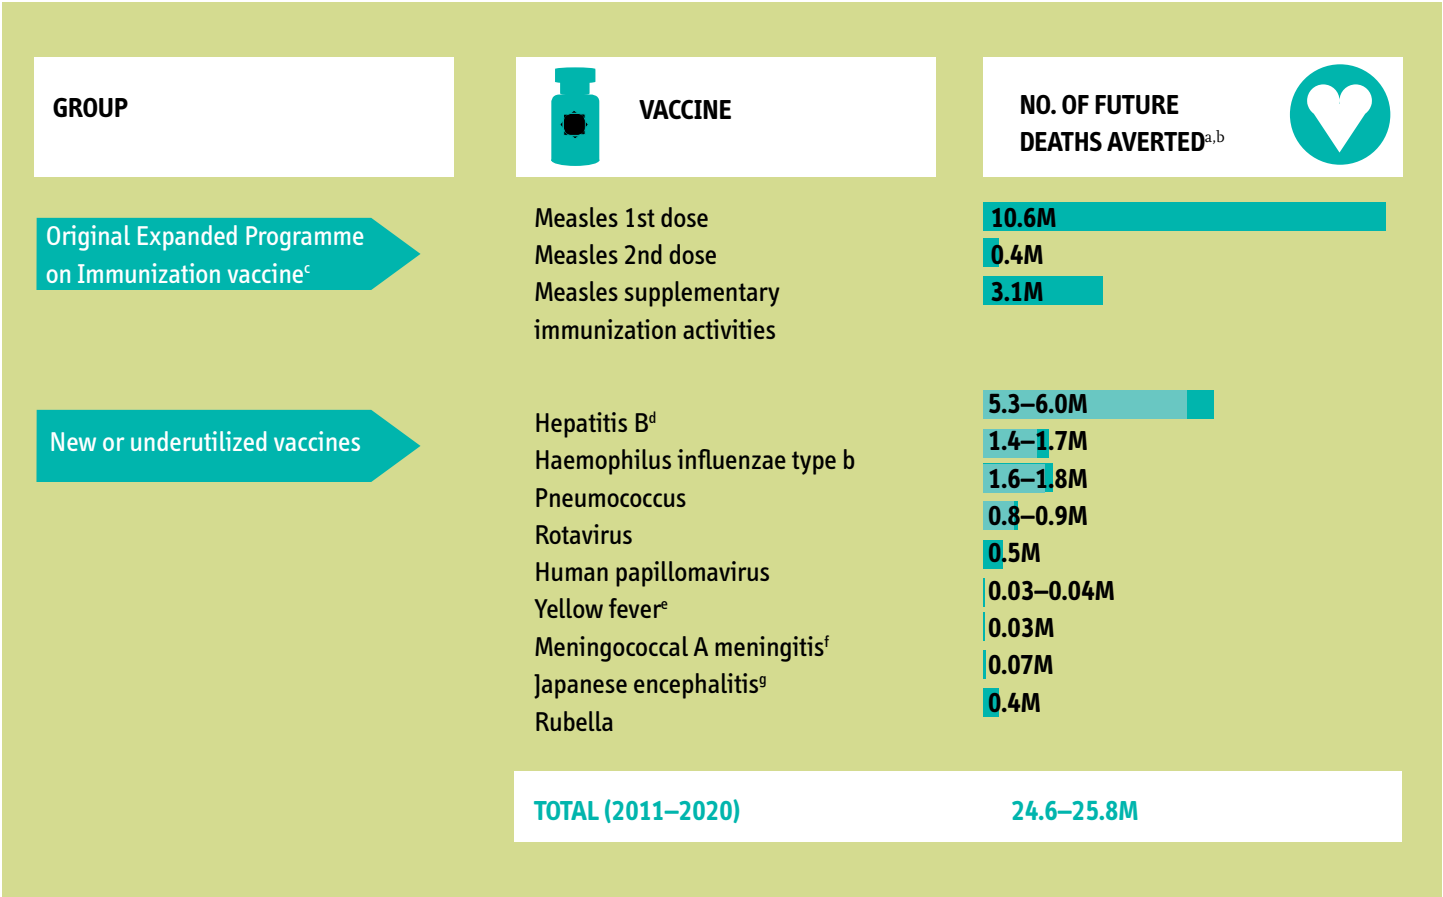 GROUP
VACCINE
NO. OF FUTURE
DEATHS AVERTEDa,b
Original Expanded Programme
on Immunization vaccinec
Measles 1st dose
10.6M
Measles 2nd dose
0.4M
Measles supplementary
3.1M
immunization activities
New or underutilized vaccines
Hepatitis Bd
5.3–6.0M
Haemophilus influenzae type b
1.4–1.7M
Pneumococcus
1.6–1.8M
Rotavirus
0.8–0.9M
Human papillomavirus
0.5M
Yellow fevere
0.03–0.04M
Meningococcal A meningitisf
0.03M
Japanese encephalitisg
0.07M
Rubella
0.4M
TOTAL (2011–2020)
24.6–25.8M